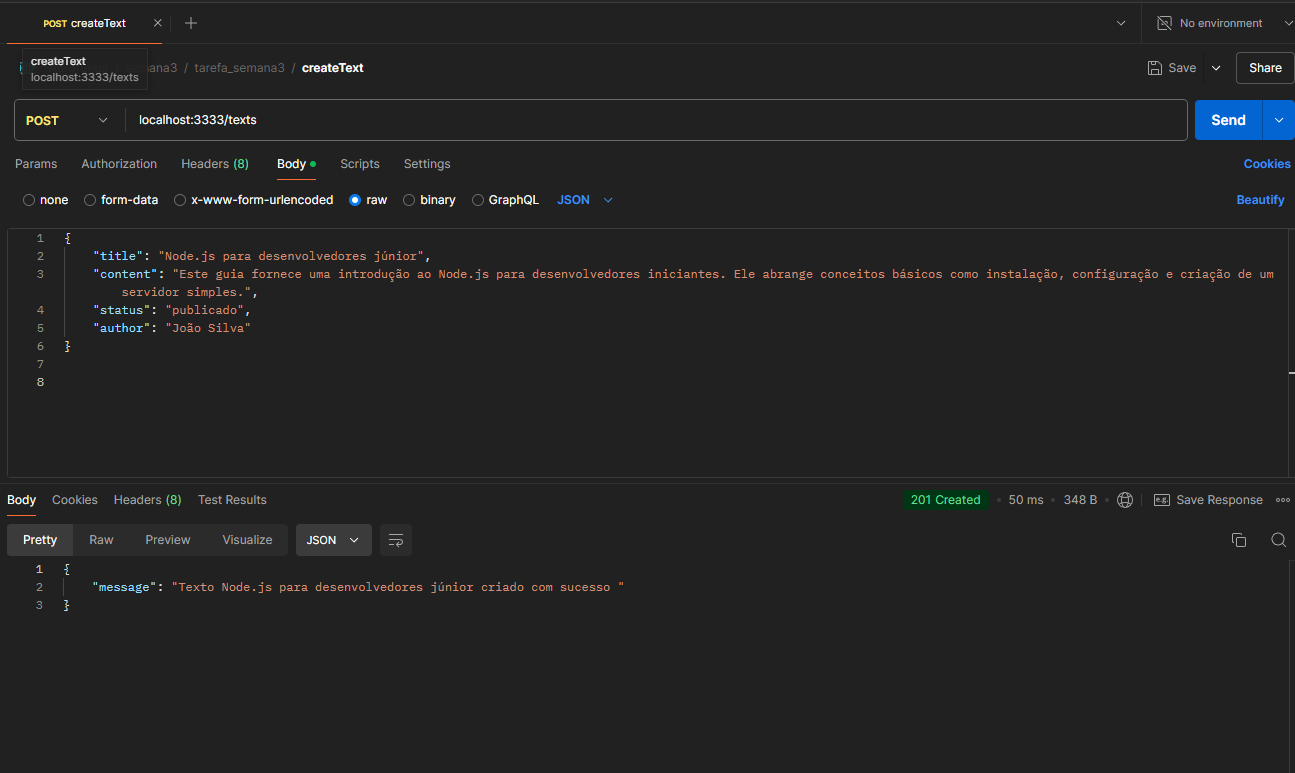 POST createText
No environment
createText
localhost:3333/texts
mana3 / tarefa_semana3 / createText
Save
Share
POST
localhost:3333/texts
Send
Params Authorization Headers (8) Body Scripts Settings
Cookies
none form-data x-www-form-urlencoded raw binary GraphQL JSON
Beautify
1 {
2 "title": "Node.js para desenvolvedores júnior",
3 "content": "Este guia fornece uma introdução ao Node.js para desenvolvedores iniciantes. Ele abrange conceitos básicos como instalação, configuração e criação de um
servidor simples.",
4 "status": "publicado",
5 "author": "João Silva"
6 }
7
8
Body Cookies Headers (8) Test Results
201 Created • 50 ms • 348 B
e.g. Save Response
Pretty Raw Preview Visualize JSON
1 {
2 "message": "Texto Node.js para desenvolvedores júnior criado com sucesso "
3 }